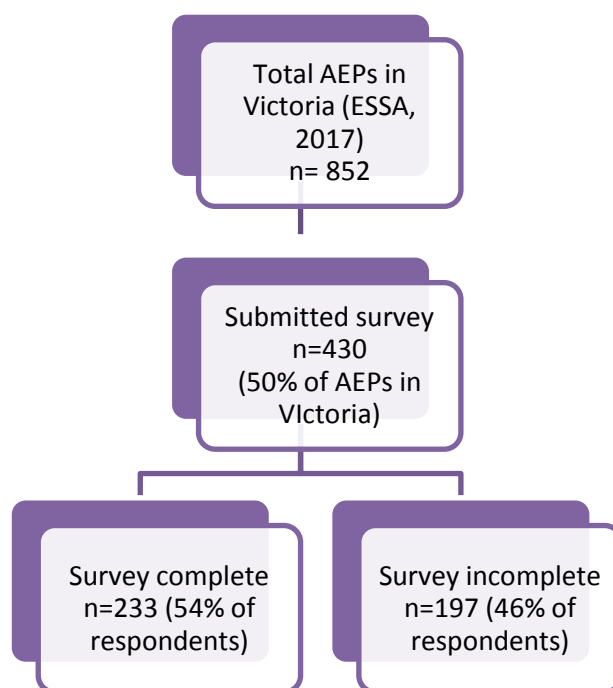 Total AEPs in
Victoria (ESSA,
2017)
n= 852
Submitted survey
n=430
(50% of AEPs in
VIctoria)
Survey complete
n=233 (54% of
respondents)
Survey incomplete
n=197 (46% of
respondents)